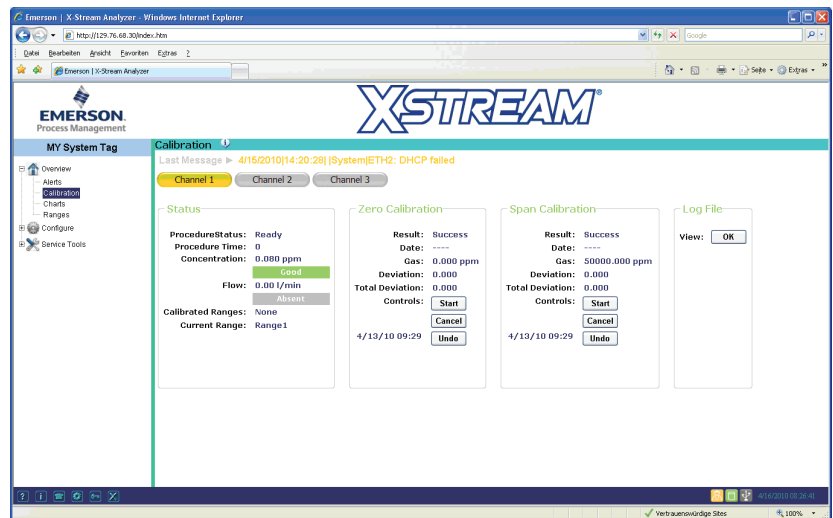 Emerson | X-Stream Analyzer - Windows Internet Explorer
http://129.76.68.30/index.htm
Google
Datei Bearbeiten Ansicht Favoriten Extras ?
Emerson | X-Stream Analyzer
Seite Extras
EMERSON
Process Management
XSTREAM
MY System Tag
Calibration
Last Message ► 4/15/2010|14:20:28| |System|ETH2: DHCP failed
Channel 1 Channel 2 Channel 3
Overview
Alerts
Calibration
Charts
Ranges
Configure
Service Tools
Status
ProcedureStatus: Ready
Procedure Time: 0
Concentration: 0.080 ppm
Good
Flow: 0.00 l/min
Absent
Calibrated Ranges: None
Current Range: Range1
Zero Calibration
Result: Success
Date: ----
Gas: 0.000 ppm
Deviation: 0.000
Total Deviation: 0.000
Controls: Start
Cancel
4/13/10 09:29 Undo
Span Calibration
Result: Success
Date: ----
Gas: 50000.000 ppm
Deviation: 0.000
Total Deviation: 0.000
Controls: Start
Cancel
4/13/10 09:29 Undo
Log File
View: OK
4/16/2010 08:26:41
Vertrauenswürdige Sites
100%